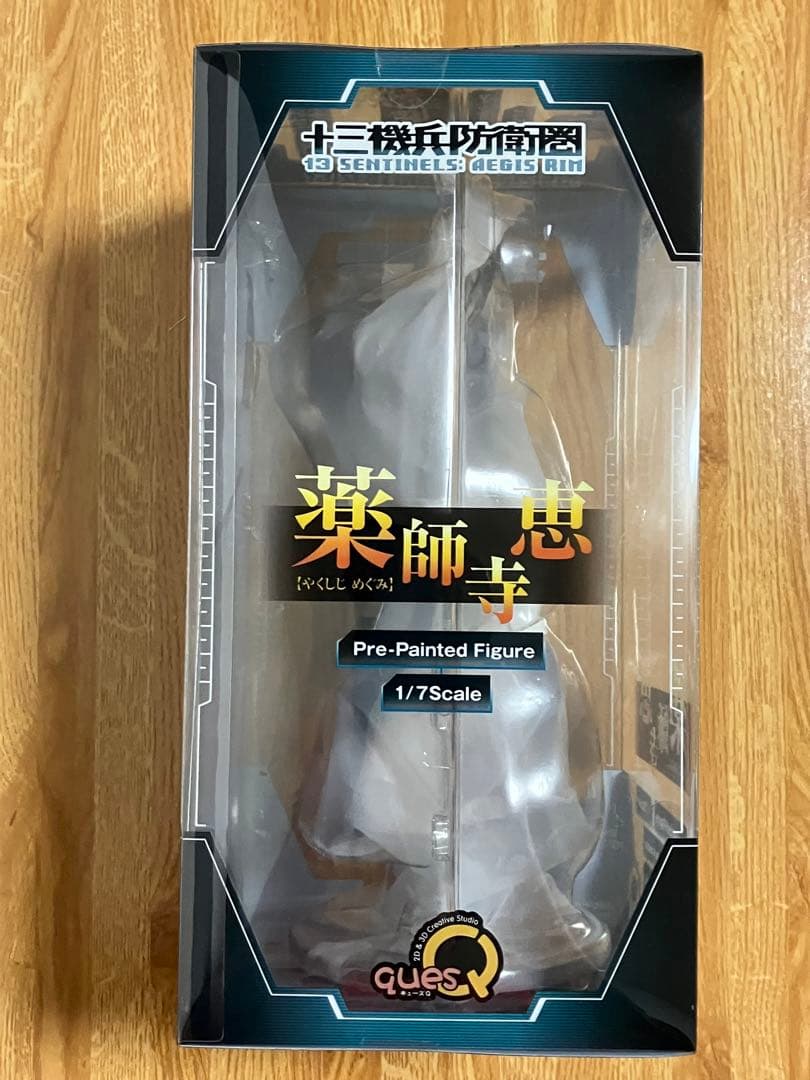 十三機兵防衛圏
13 SENTINELS: AEGIS RIM
薬師寺恵
【やくしじ めぐみ】
Pre-Painted Figure
1/7Scale
2D & 3D Creative Studio
quesQ
キューズQ